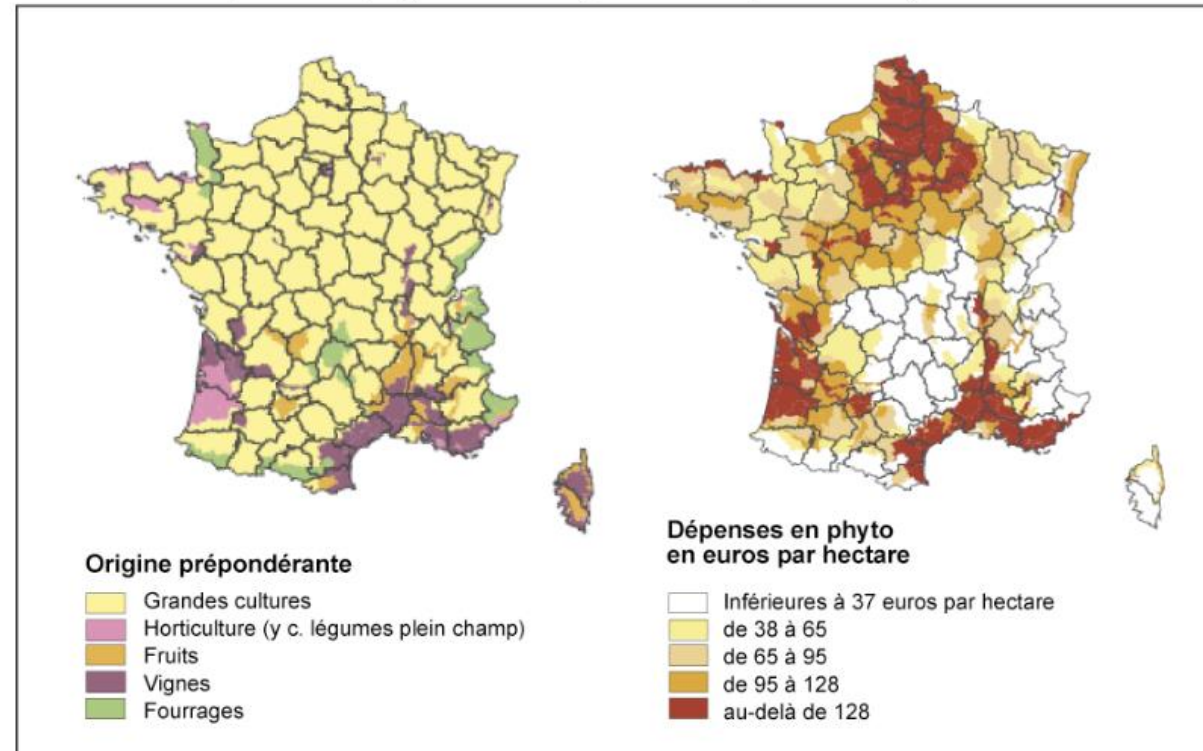 Origine prépondérante
Grandes cultures
Horticulture (y c. légumes plein champ)
Fruits
Vignes
Fourrages
Dépenses en phyto
en euros par hectare
Inférieures à 37 euros par hectare
de 38 à 65
de 65 à 95
de 95 à 128
au-delà de 128